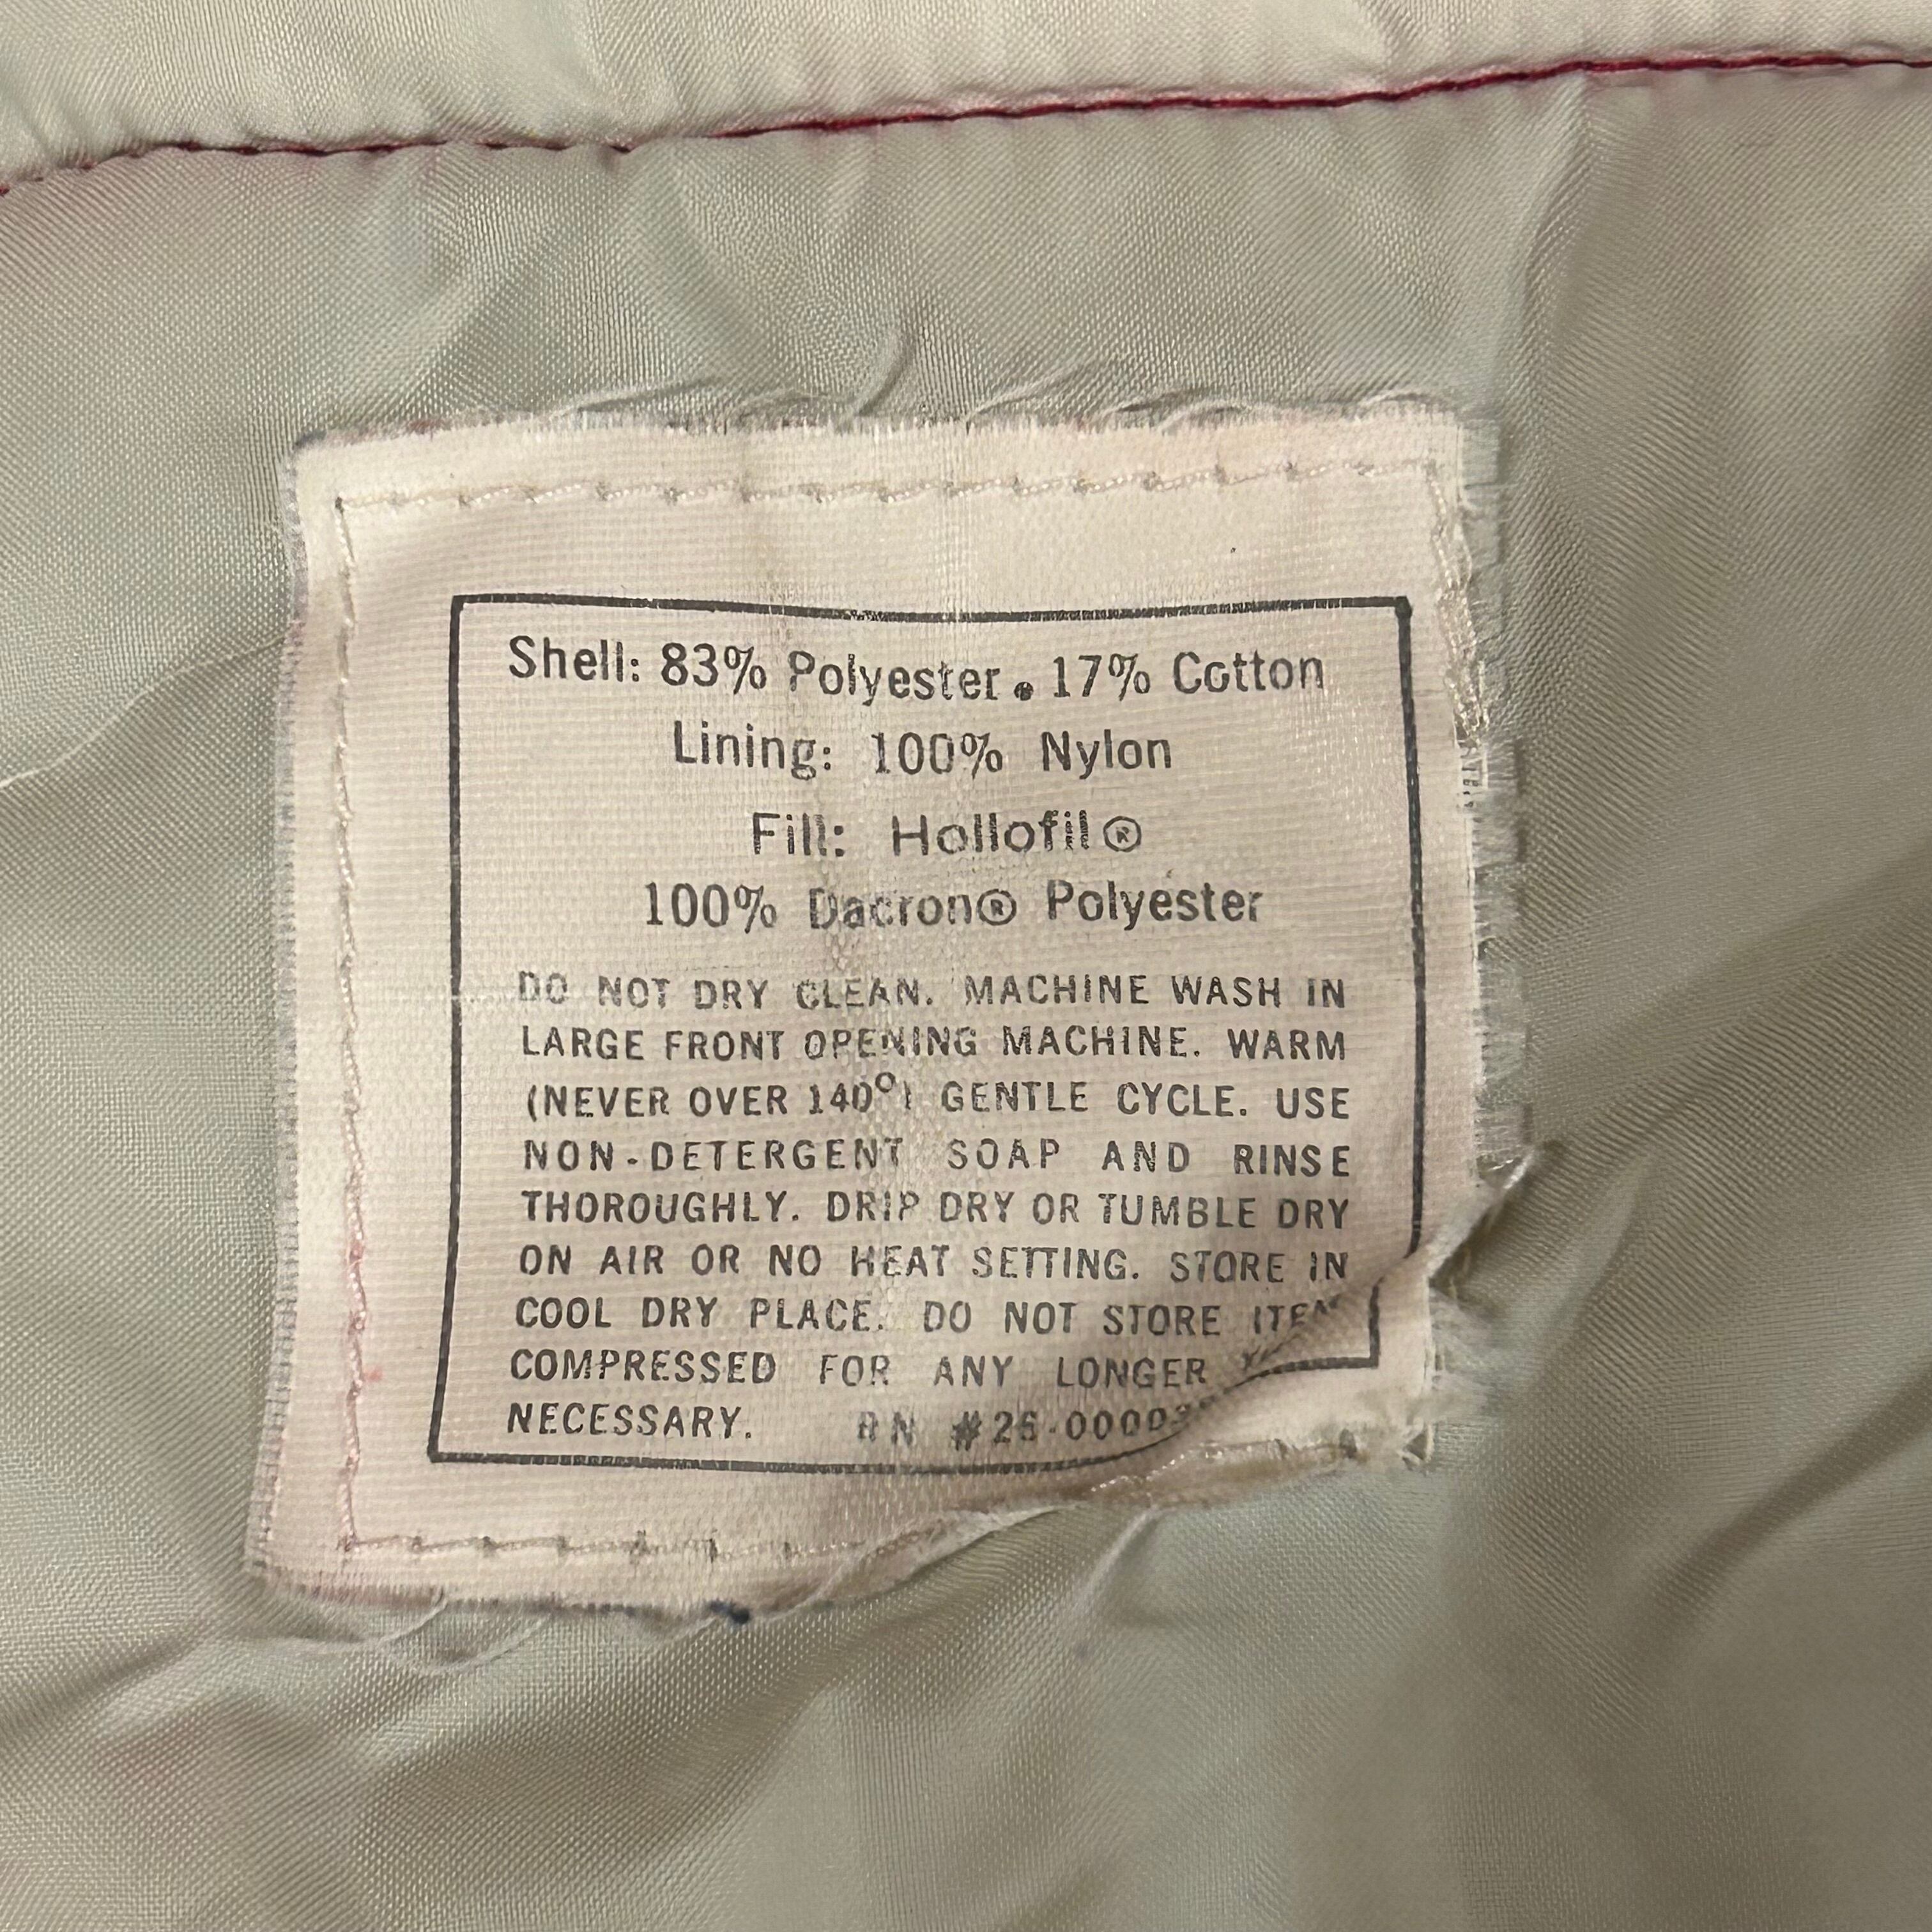 Shell: 83% Polyester. 17% Cotton
Lining: 100% Nylon
Fill: Hollofil®
100% Dacron® Polyester
DO NOT DRY CLEAN. MACHINE WASH IN
LARGE FRONT OPENING MACHINE. WARM
(NEVER OVER 140°) GENTLE CYCLE. USE
NON-DETERGENT SOAP AND RINSE
THOROUGHLY. DRIP DRY OR TUMBLE DRY
ON AIR OR NO HEAT SETTING. STORE IN
COOL DRY PLACE. DO NOT STORE ITEM
COMPRESSED FOR ANY LONGER
NECESSARY. RN